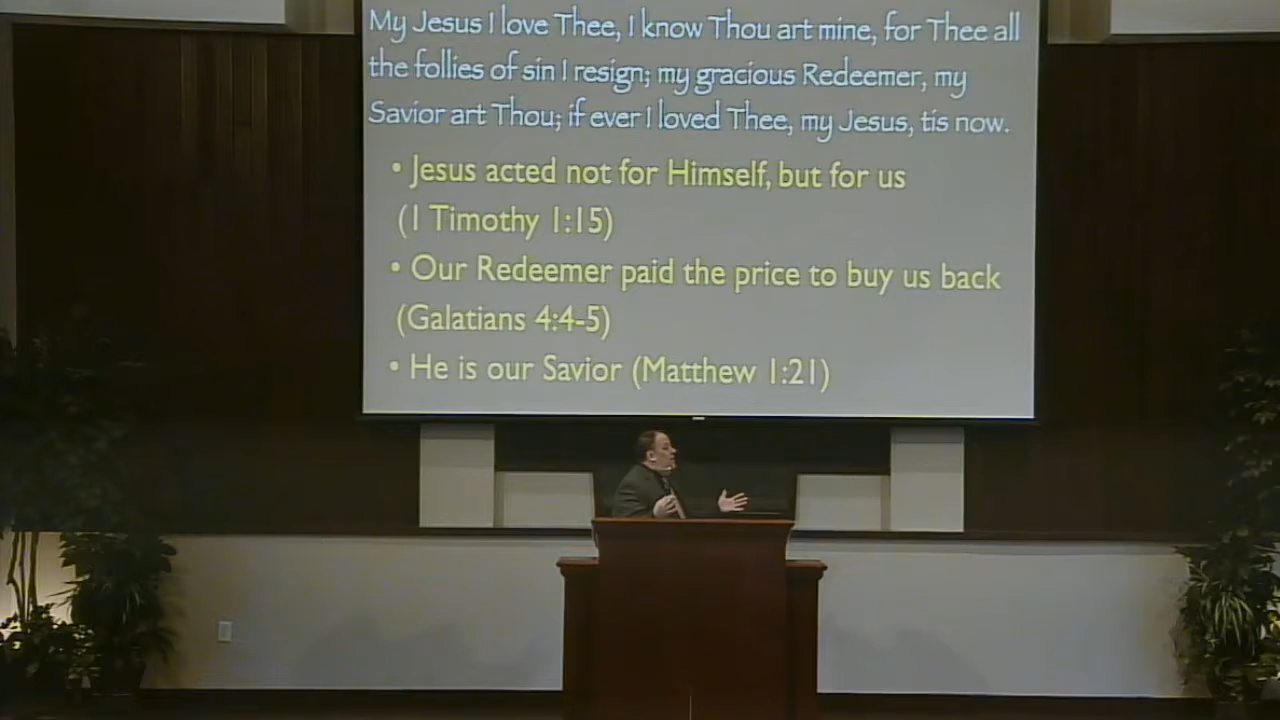 My Jesus I love Thee, I know Thou art mine, for Thee all
the follies of sin I resign; my gracious Redeemer, my
Savior art Thou; if ever I loved Thee, my Jesus, tis now.
• Jesus acted not for Himself, but for us
(1 Timothy 1:15)
• Our Redeemer paid the price to buy us back
(Galatians 4:4-5)
• He is our Savior (Matthew 1:21)